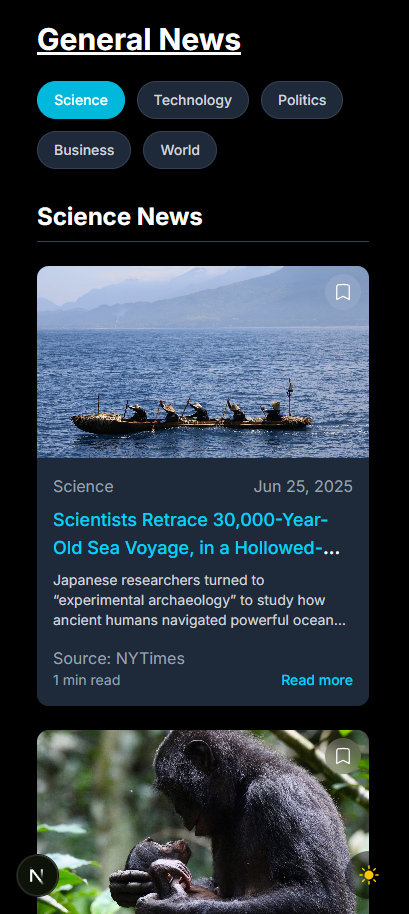 General News
Science
Technology
Politics
Business
World
Science News
Science
Jun 25, 2025
Scientists Retrace 30,000-Year-
Old Sea Voyage, in a Hollowed-...
Japanese researchers turned to
“experimental archaeology” to study how
ancient humans navigated powerful ocean...
Source: NYTimes
1 min read
Read more
N